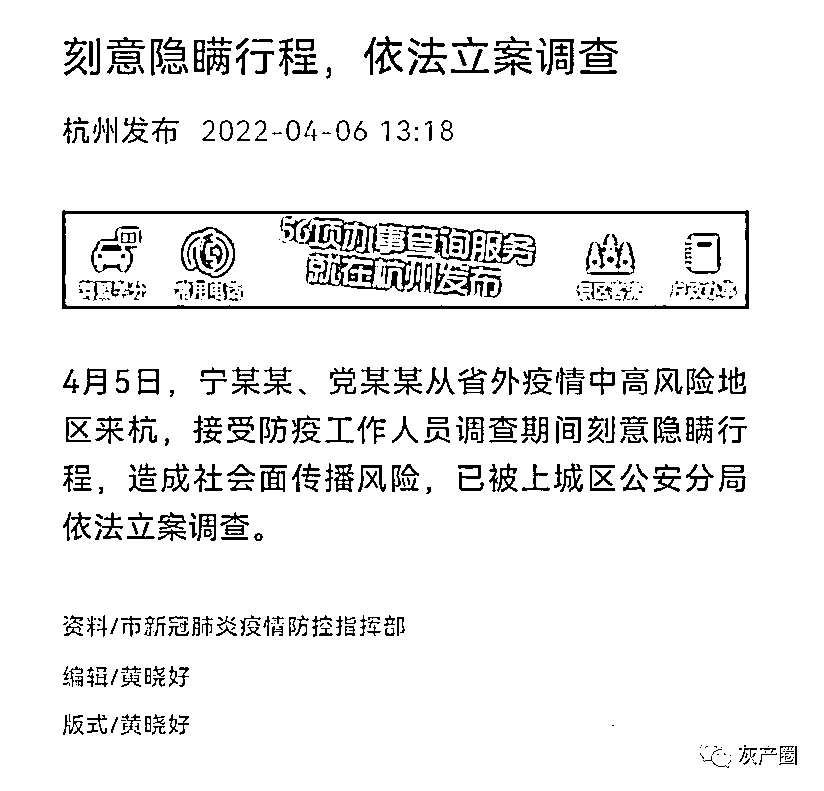 刻意隐瞒行程，依法立案调查
杭州发布 2022-04-06 13:18
56项办事查询服务
就在杭州发布
4月5日，宁某某、党某某从省外疫情中高风险地
区来杭，接受防疫工作人员调查期间刻意隐瞒行
程，造成社会面传播风险，已被上城区公安分局
依法立案调查。
资料/市新冠肺炎疫情防控指挥部
编辑/黄晓好
版式/黄晓好
灰产圈